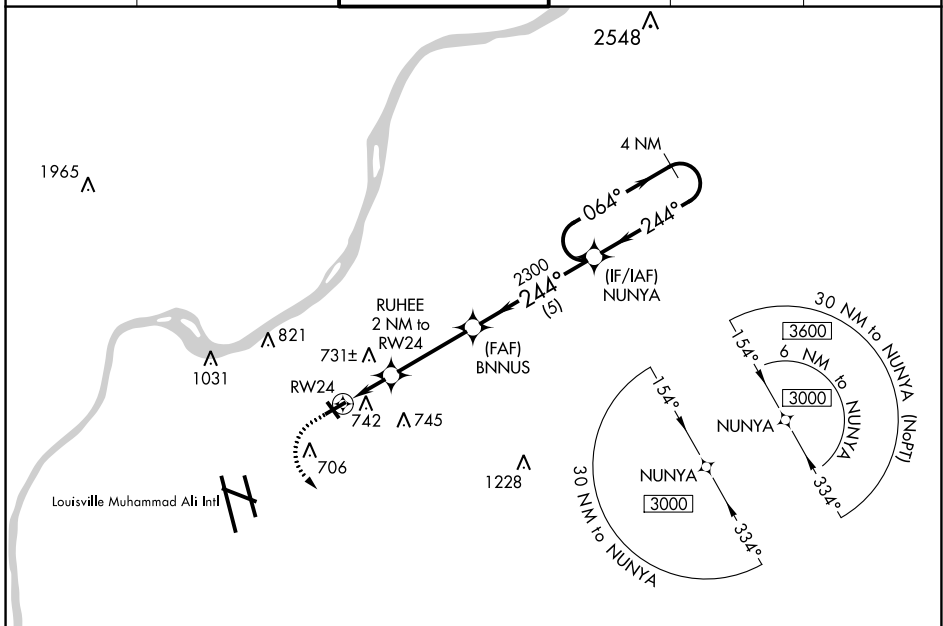 2548
4 NM
1965
064°
244°
2300
244°
(5)
(IF/IAF)
NUNYA
RUHEE
2 NM to
RW24
(FAF)
BNNUS
821
731±
1031
RW24
742
745
706
1228
Louisville Muhammad Ali Intl
30 NM to NUNYA (NoPT)
3600
154°
6 NM to NUNYA
3000
NUNYA
334°
154°
NUNYA
3000
334°
30 NM to NUNYA